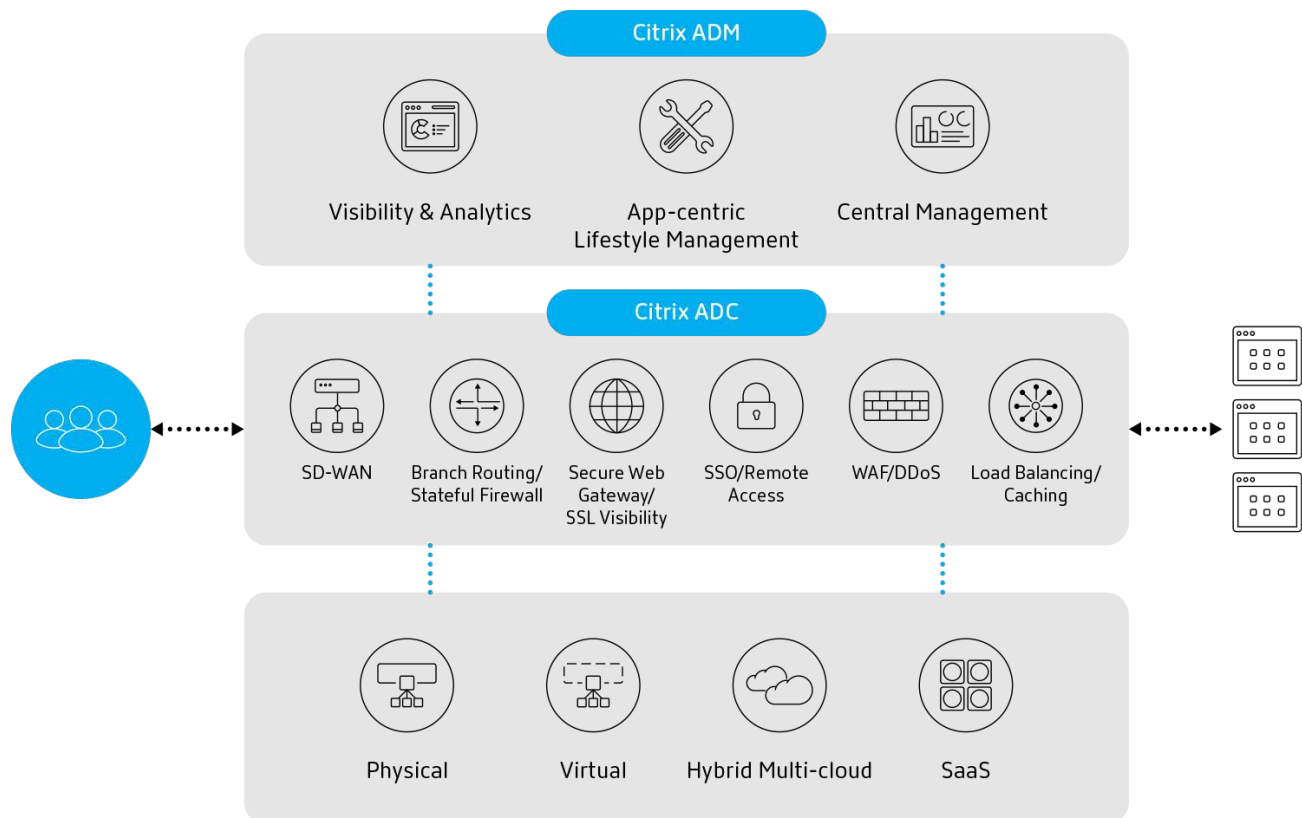 Citrix ADM
Visibility & Analytics
App-centric
Lifestyle Management
Central Management
Citrix ADC
SD-WAN
Branch Routing/
Stateful Firewall
Secure Web
Gateway/
SSL Visibility
SSO/Remote
Access
WAF/DDoS
Load Balancing/
Caching
Physical
Virtual
Hybrid Multi-cloud
SaaS